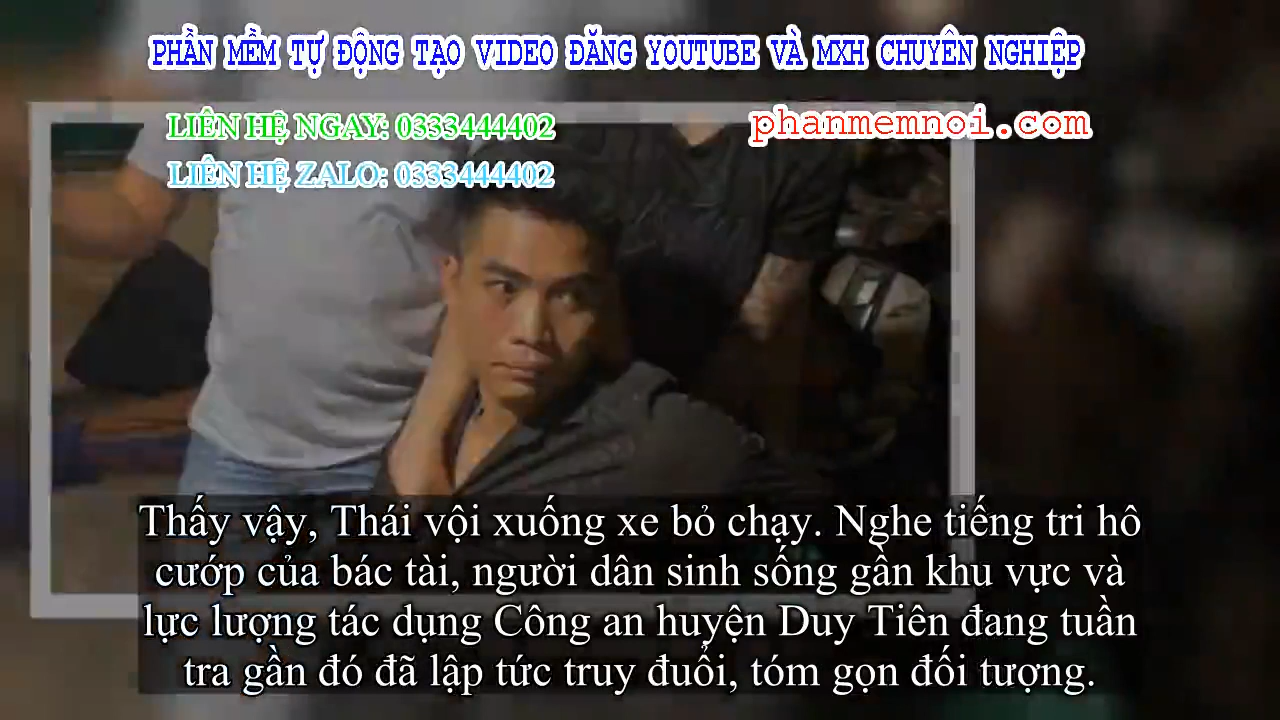 PHẦN MỀM TỰ ĐỘNG TẠO VIDEO ĐĂNG YOUTUBE VÀ MXH CHUYÊN NGHIỆP
LIÊN HỆ NGAY: 0333444402
phanmemnoi.com
LIÊN HỆ ZALO: 0333444402
Thấy vậy, Thái vội xuống xe bỏ chạy. Nghe tiếng tri hô
cướp của bác tài, người dân sinh sống gần khu vực và
lực lượng tác dụng Công an huyện Duy Tiên đang tuần
tra gần đó đã lập tức truy đuổi, tóm gọn đối tượng.